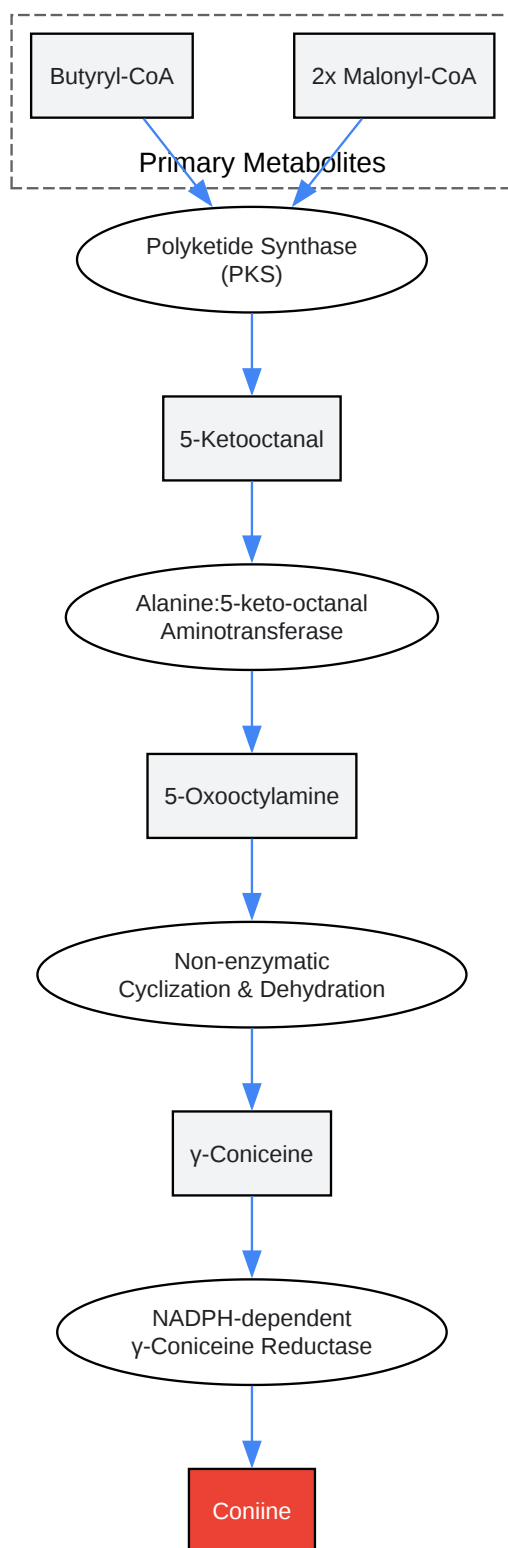 Butyryl-CoA
2x Malonyl-CoA
Primary Metabolites
Polyketide Synthase
(PKS)
5-Ketooctanal
Alanine:5-keto-octanal
Aminotransferase
5-Oxooctylamine
Non-enzymatic
Cyclization & Dehydration
γ-Coniceine
NADPH-dependent
γ-Coniceine Reductase
Coniine